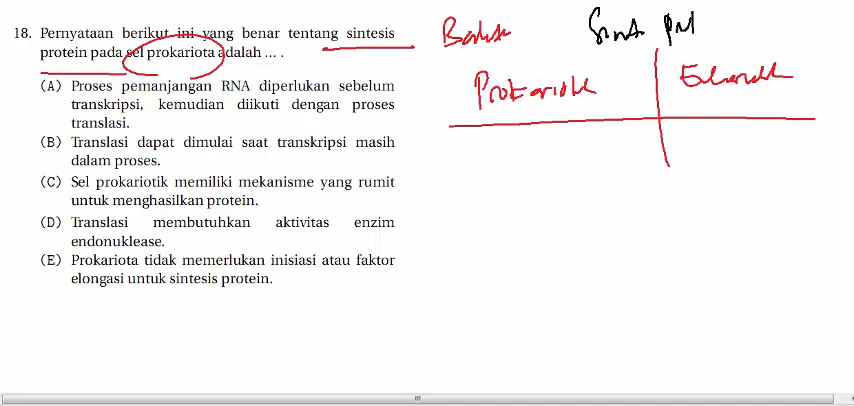 18. Pernyataan berikut ini yang benar tentang sintesis
protein pada sel prokariota adalah ... .
(A) Proses pemanjangan RNA diperlukan sebelum
transkripsi, kemudian diikuti dengan proses
translasi.
(B) Translasi dapat dimulai saat transkripsi masih
dalam proses.
(C) Sel prokariotik memiliki mekanisme yang rumit
untuk menghasilkan protein.
(D) Translasi membutuhkan aktivitas enzim
endonuklease.
(E) Prokariota tidak memerlukan inisiasi atau faktor
elongasi untuk sintesis protein.